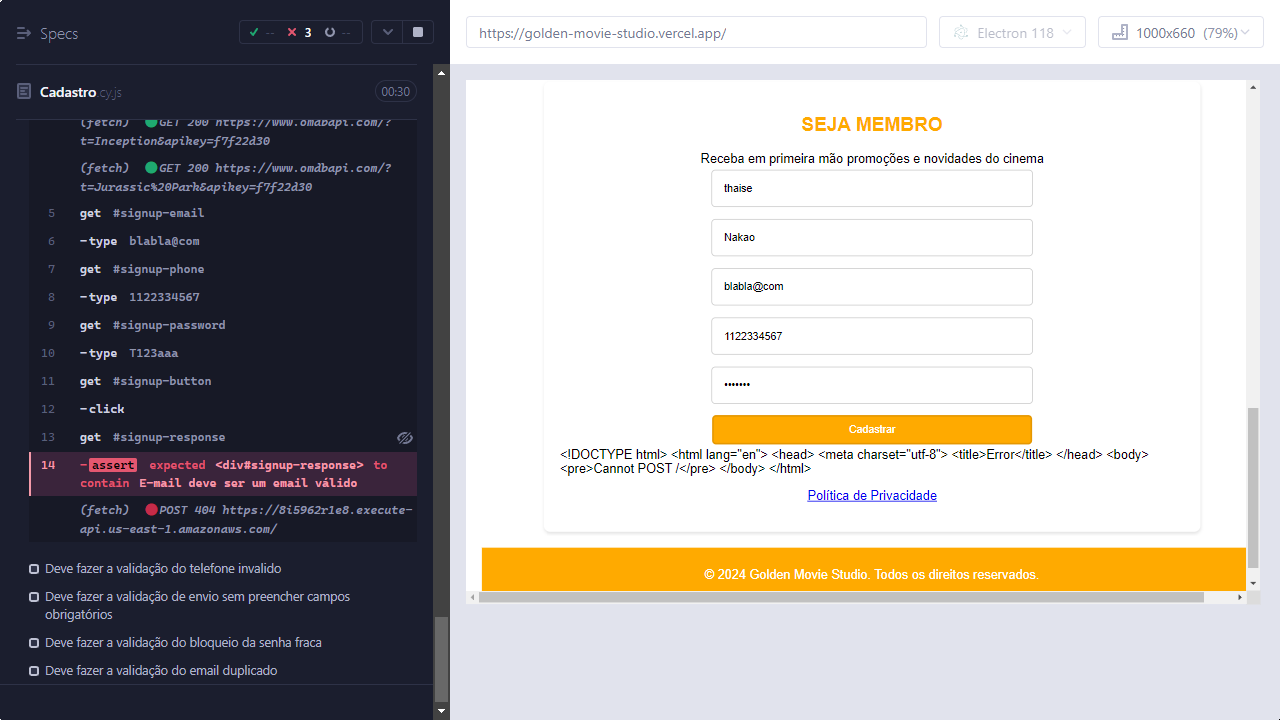 Specs
-- 3 --
Cadastro.cy.js
00:30
(fetch) GET 200 https://www.omdbapi.com/?
t=Inception&apikey=f7f22d30
(fetch) GET 200 https://www.omdbapi.com/?
t=Jurassic%20Park&apikey=f7f22d30
5 get #signup-email
6 -type blabla@com
7 get #signup-phone
8 -type 1122334567
9 get #signup-password
10 -type T123aaa
11 get #signup-button
12 -click
13 get #signup-response
14 -assert expected <div#signup-response> to
contain E-mail deve ser um email válido
(fetch) POST 404 https://8i5962r1e8.execute-
api.us-east-1.amazonaws.com/
Deve fazer a validação do telefone invalido
Deve fazer a validação de envio sem preencher campos
obrigatórios
Deve fazer a validação do bloqueio da senha fraca
Deve fazer a validação do email duplicado
https://golden-movie-studio.vercel.app/
Electron 118
1000x660 (79%)
SEJA MEMBRO
Receba em primeira mão promoções e novidades do cinema
thaise
Nakao
blabla@com
1122334567
•••••••
Cadastrar
<!DOCTYPE html> <html lang="en"> <head> <meta charset="utf-8"> <title>Error</title> </head> <body>
<pre>Cannot POST /</pre> </body> </html>
Política de Privacidade
© 2024 Golden Movie Studio. Todos os direitos reservados.